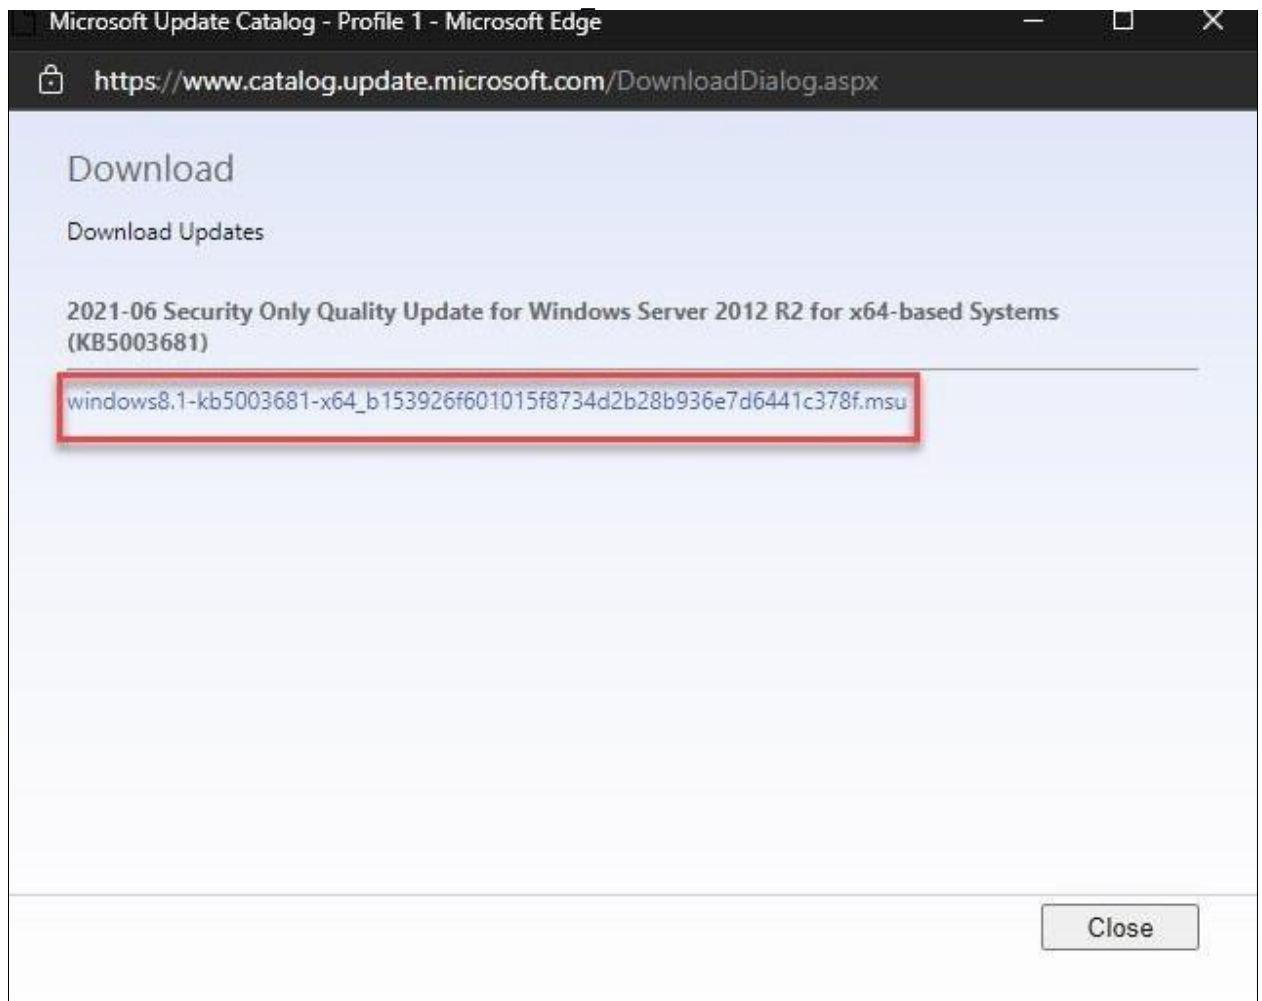 Microsoft Update Catalog - Profile 1 - Microsoft Edge
https://www.catalog.update.microsoft.com/DownloadDialog.aspx
Download
Download Updates
2021-06 Security Only Quality Update for Windows Server 2012 R2 for x64-based Systems
(KB5003681)
windows8.1-kb5003681-x64_b153926f601015f8734d2b28b936e7d6441c378f.msu
Close